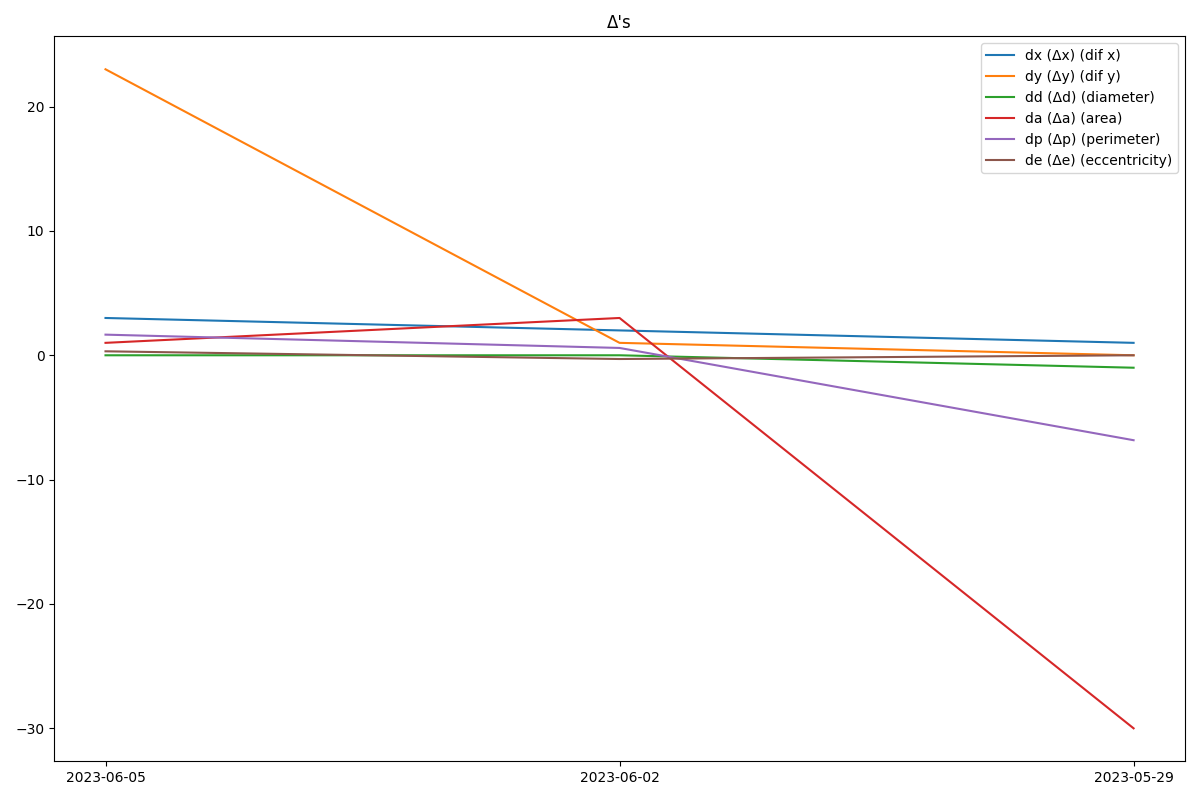 Δ's
dx (Δx) (dif x)
dy (Δy) (dif y)
dd (Δd) (diameter)
da (Δa) (area)
dp (Δp) (perimeter)
de (Δe) (eccentricity)
20
10
0
−10
−20
−30
2023-06-05
2023-06-02
2023-05-29